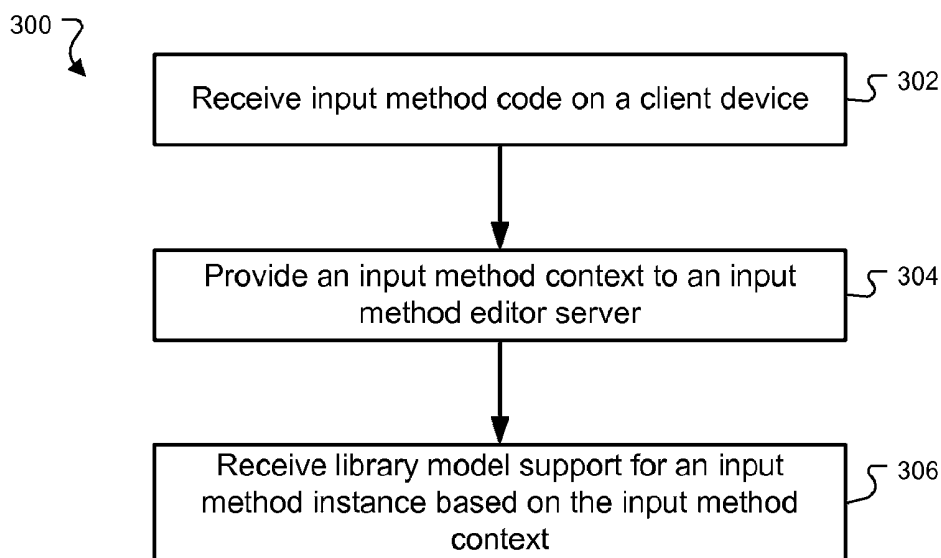 300
Receive input method code on a client device
302
Provide an input method context to an input
method editor server
304
Receive library model support for an input
method instance based on the input method
context
306